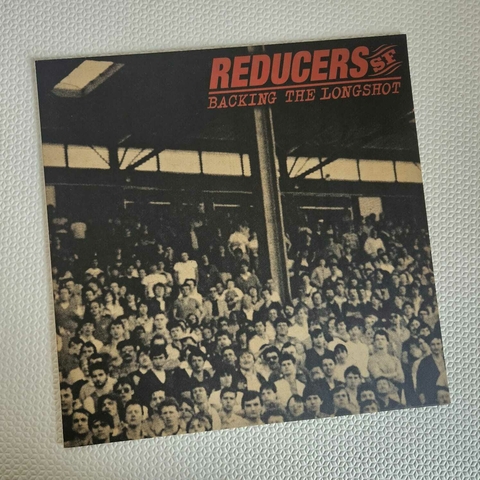 REDUCERS SF
BACKING THE LONGSHOT